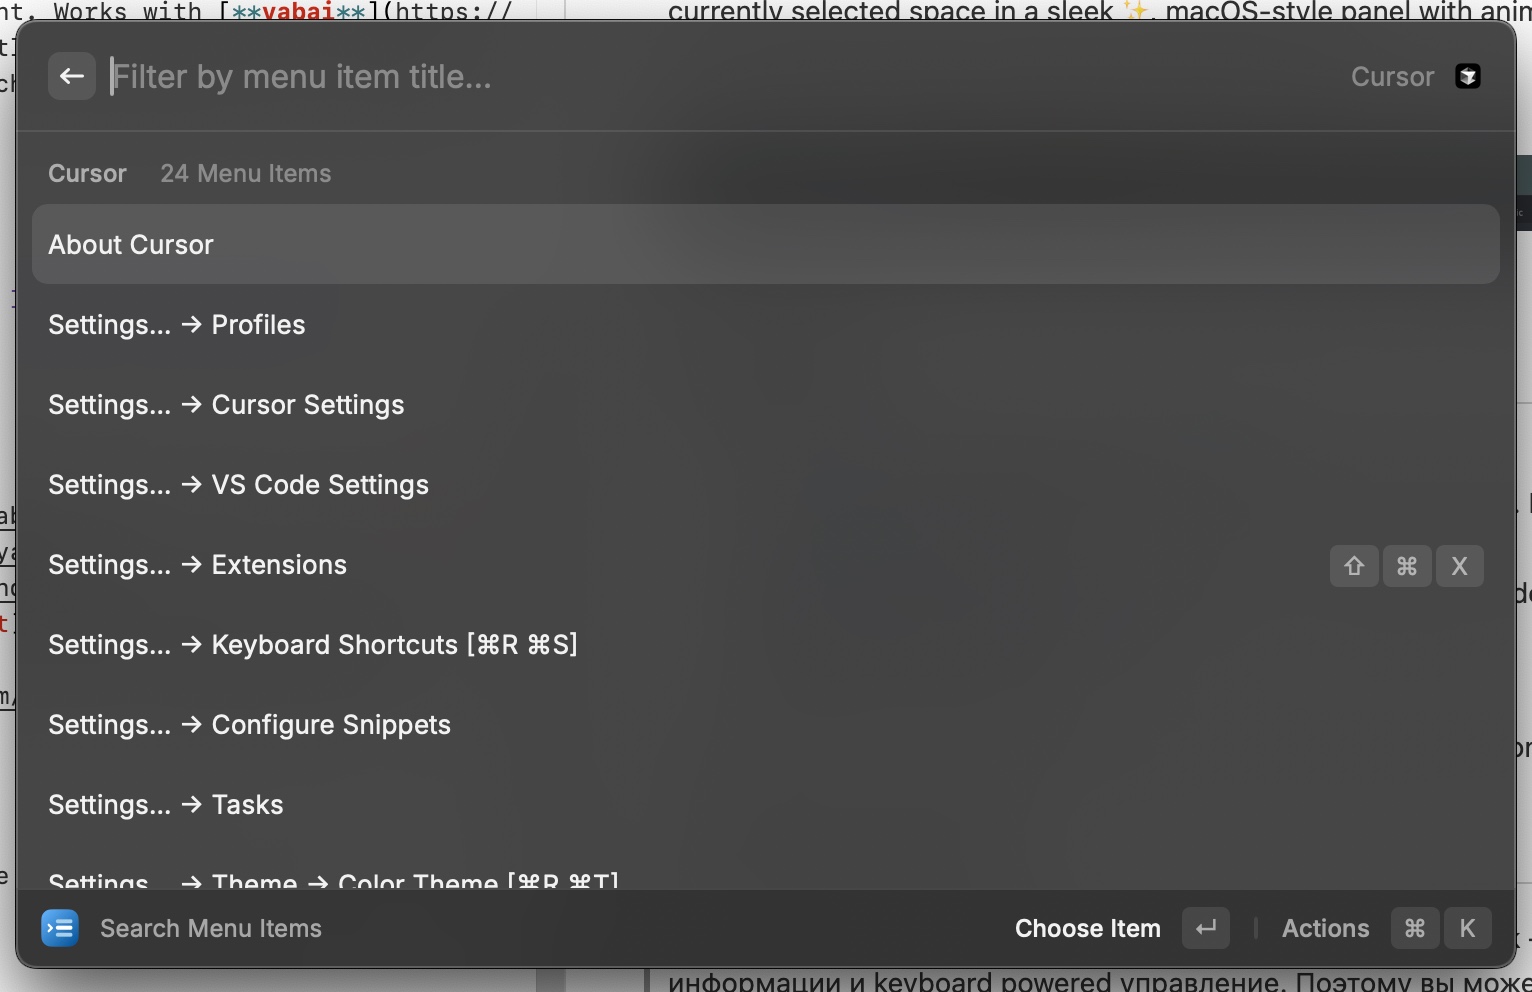 nt. Works with [**yabai**](https://
currently selected space in a sleek ✨, macOS-style panel with anim
Filter by menu item title...
Cursor
Cursor 24 Menu Items
About Cursor
Settings... → Profiles
Settings... → Cursor Settings
Settings... → VS Code Settings
Settings... → Extensions ⇧ ⌘ X
Settings... → Keyboard Shortcuts [⌘R ⌘S]
Settings... → Configure Snippets
Settings... → Tasks
Settings... → Theme → Color Theme [⌘R ⌘T]
Search Menu Items Choose Item ↵ Actions ⌘ K
информации и keyboard powered управление. Поэтому вы може